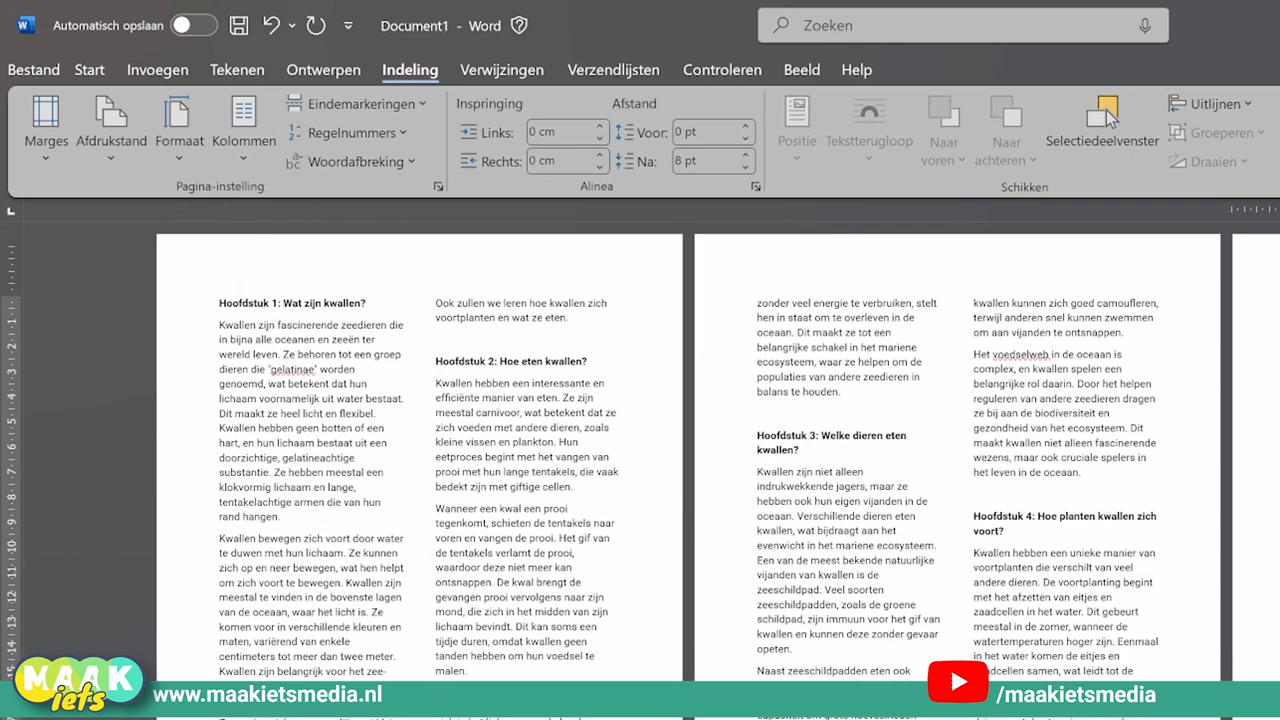 Automatisch opslaan
Document1 - Word
Zoeken
Bestand Start Invoegen Tekenen Ontwerpen Indeling Verwijzingen Verzendlijsten Controleren Beeld Help
Marges
Afdrukstand
Formaat
Kolommen
Eindemarkeringen
Regelnummers
Woordafbreking
Pagina-instelling
Inspringing
Links: 0 cm
Rechts: 0 cm
Afstand
Voor: 0 pt
Na: 8 pt
Alinea
Positie
Tekstterugloop
Naar voren
Naar achteren
Selectiedeelvenster
Uitlijnen
Groeperen
Draaien
Schikken
Hoofdstuk 1: Wat zijn kwallen?
Kwallen zijn fascinerende zeedieren die
in bijna alle oceanen en zeeën ter
wereld leven. Ze behoren tot een groep
dieren die "gelatinae" worden
genoemd, wat betekent dat hun
lichaam voornamelijk uit water bestaat.
Dit maakt ze heel licht en flexibel.
Kwallen hebben geen botten of een
hart, en hun lichaam bestaat uit een
doorzichtige, gelatineachtige
substantie. Ze hebben meestal een
klokvormig lichaam en lange,
tentakelachtige armen die van hun
rand hangen.
Kwallen bewegen zich voort door water
te duwen met hun lichaam. Ze kunnen
zich op en neer bewegen, wat hen helpt
om zich voort te bewegen. Kwallen zijn
meestal te vinden in de bovenste lagen
van de oceaan, waar het licht is. Ze
komen voor in verschillende kleuren en
maten, variërend van enkele
centimeters tot meer dan twee meter.
Kwallen zijn belangrijk voor het zee-
Ook zullen we leren hoe kwallen zich
voortplanten en wat ze eten.
Hoofdstuk 2: Hoe eten kwallen?
Kwallen hebben een interessante en
efficiënte manier van eten. Ze zijn
meestal carnivoor, wat betekent dat ze
zich voeden met andere dieren, zoals
kleine vissen en plankton. Hun
eetproces begint met het vangen van
prooi met hun lange tentakels, die vaak
bedekt zijn met giftige cellen.
Wanneer een kwal een prooi
tegenkomt, schieten de tentakels naar
voren en vangen de prooi. Het gif van
de tentakels verlamt de prooi,
waardoor deze niet meer kan
ontsnappen. De kwal brengt de
gevangen prooi vervolgens naar zijn
mond, die zich in het midden van zijn
lichaam bevindt. Dit kan soms een
tijdje duren, omdat kwallen geen
tanden hebben om hun voedsel te
malen.
zonder veel energie te verbruiken, stelt
hen in staat om te overleven in de
oceaan. Dit maakt ze tot een
belangrijke schakel in het mariene
ecosysteem, waar ze helpen om de
populaties van andere zeedieren in
balans te houden.
Hoofdstuk 3: Welke dieren eten
kwallen?
Kwallen zijn niet alleen
indrukwekkende jagers, maar ze
hebben ook hun eigen vijanden in de
oceaan. Verschillende dieren eten
kwallen, wat bijdraagt aan het
evenwicht in het mariene ecosysteem.
Een van de meest bekende natuurlijke
vijanden van kwallen is de
zeeschildpad. Veel soorten
zeeschildpadden, zoals de groene
schildpad, zijn immuun voor het gif van
kwallen en kunnen deze zonder gevaar
opeten.
Naast zeeschildpadden eten ook
kwallen kunnen zich goed camoufleren,
terwijl anderen snel kunnen zwemmen
om aan vijanden te ontsnappen.
Het voedselweb in de oceaan is
complex, en kwallen spelen een
belangrijke rol daarin. Door het helpen
reguleren van andere zeedieren dragen
ze bij aan de biodiversiteit en
gezondheid van het ecosysteem. Dit
maakt kwallen niet alleen fascinerende
wezens, maar ook cruciale spelers in
het leven in de oceaan.
Hoofdstuk 4: Hoe planten kwallen zich
voort?
Kwallen hebben een unieke manier van
voortplanten die verschilt van veel
andere dieren. De voortplanting begint
met het afzetten van eitjes en
zaadcellen in het water. Dit gebeurt
meestal in de zomer, wanneer de
watertemperaturen hoger zijn. Eenmaal
in het water komen de eitjes en
zaadcellen samen, wat leidt tot de
MAAK
iets
www.maakietsmedia.nl
/maakietsmedia